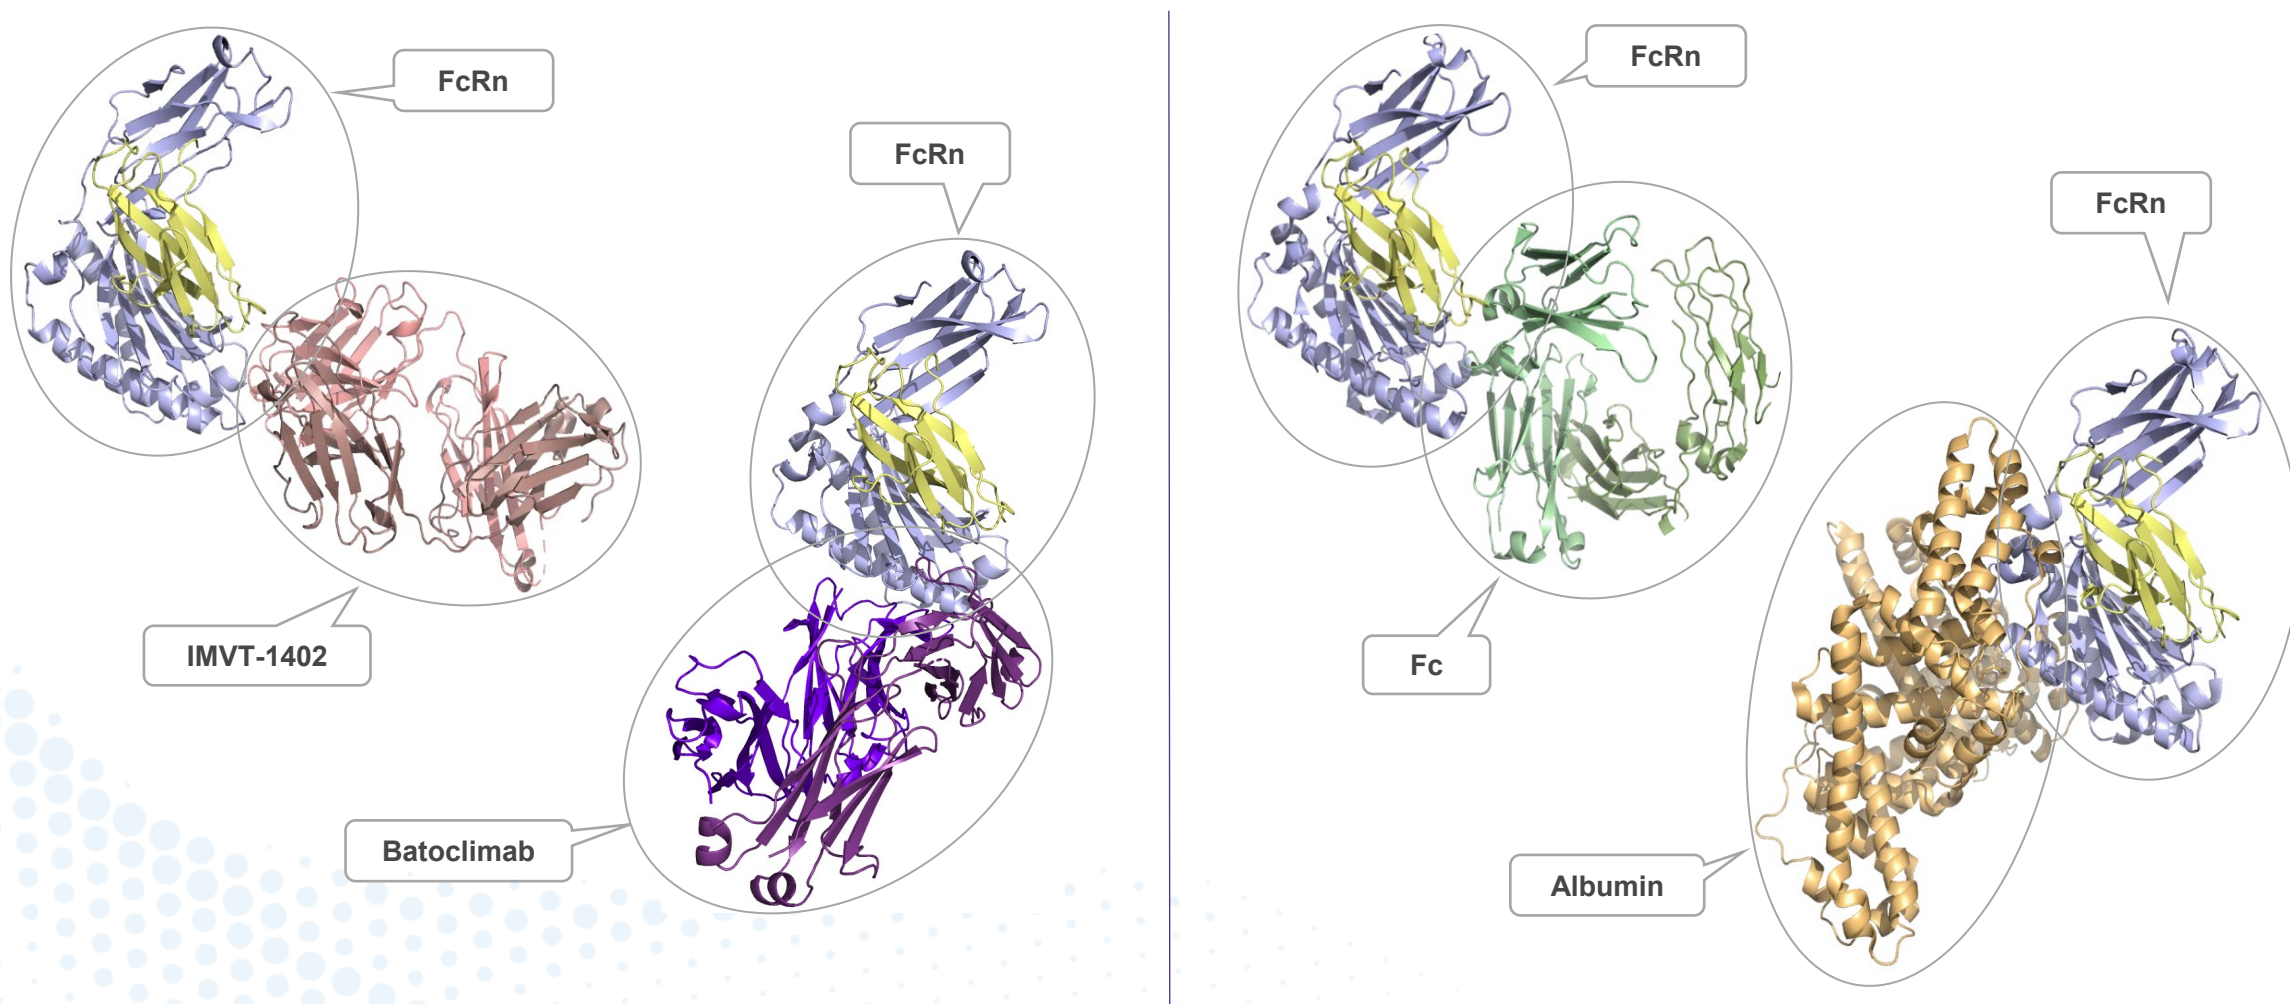 FcRn
FcRn
IMVT-1402
Batoclimab
FcRn
FcRn
Fc
Albumin